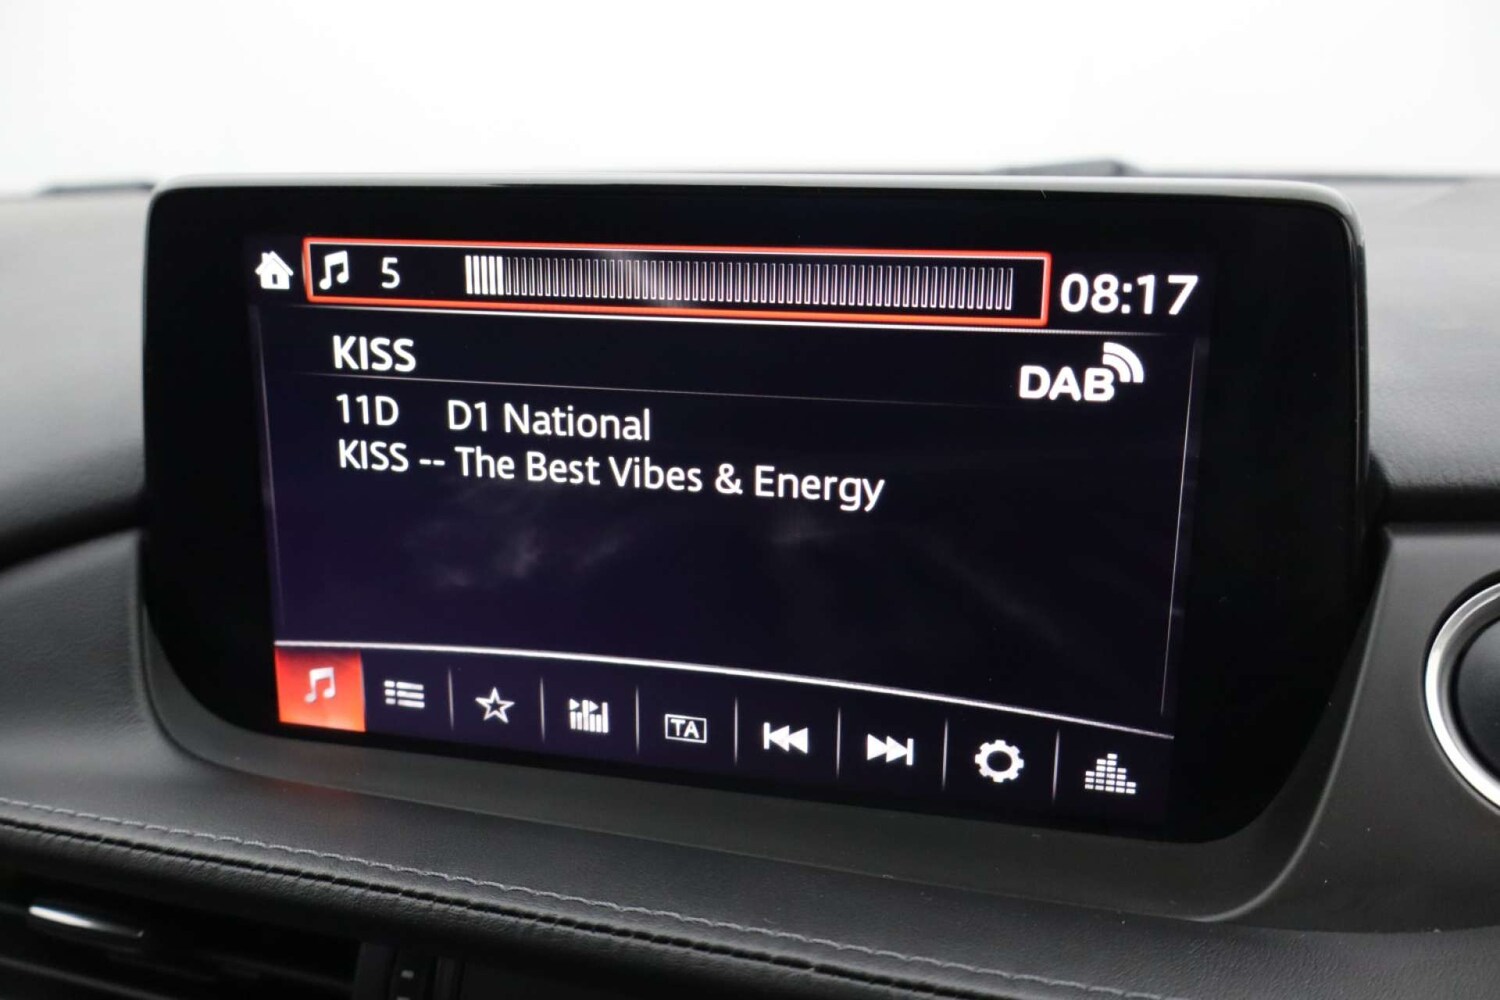 5 08:17
KISS
DAB
11D D1 National
KISS -- The Best Vibes & Energy
TA